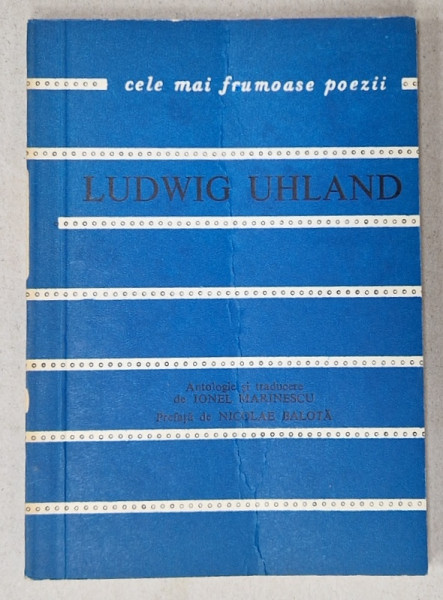 cele mai frumoase poezii
LUDWIG UHLAND
Antologie și traducere
de IONEL MARINESCU
Prefață de NICOLAE BALOTĂ